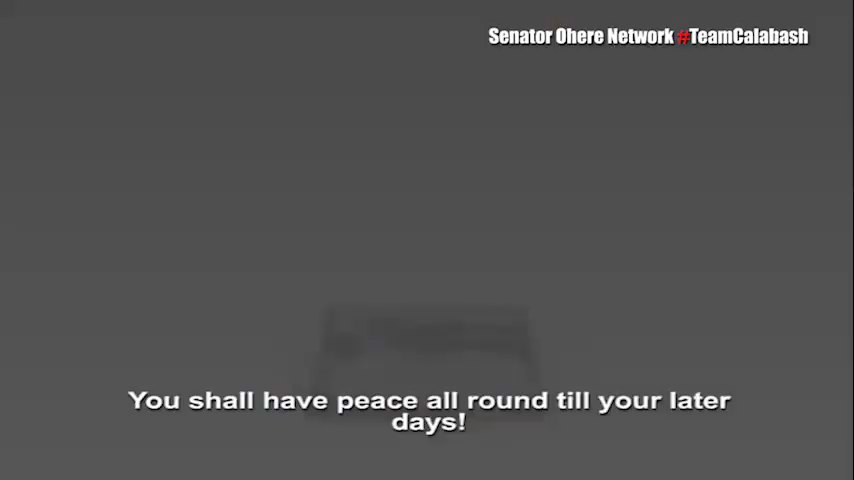 Senator Ohere Network #TeamCalabash
You shall have peace all round till your later
days!